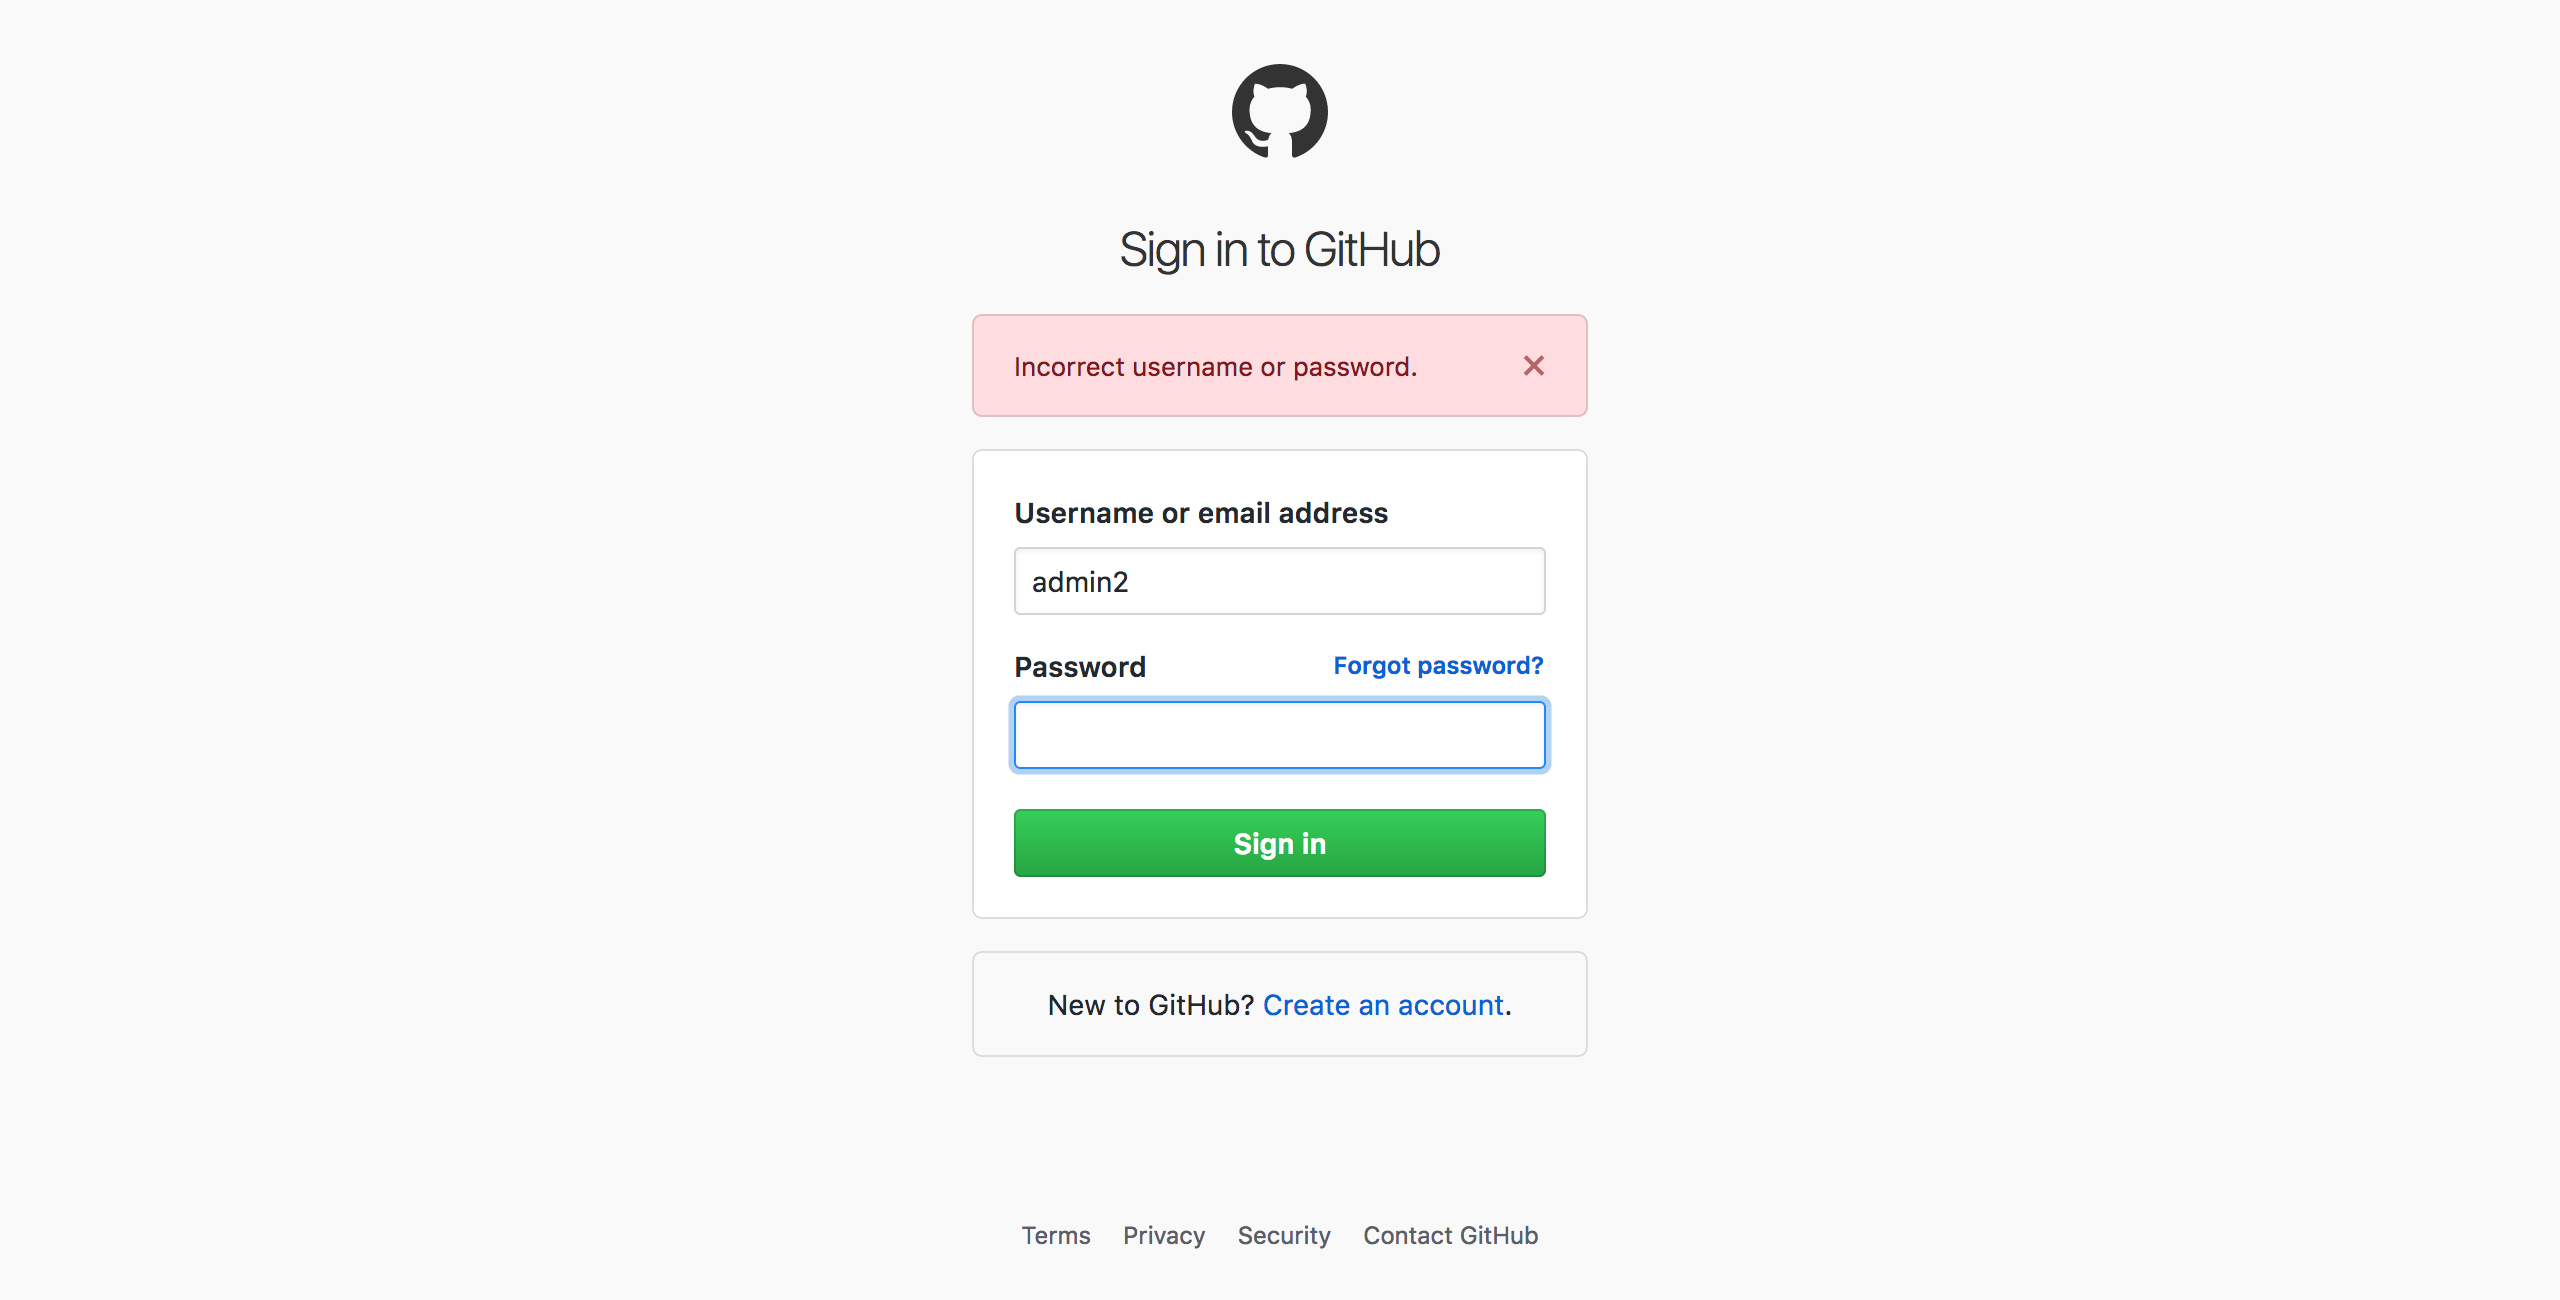 Sign in to GitHub
Incorrect username or password.
Username or email address
admin2
Password Forgot password?
Sign in
New to GitHub? Create an account.
Terms Privacy Security Contact GitHub